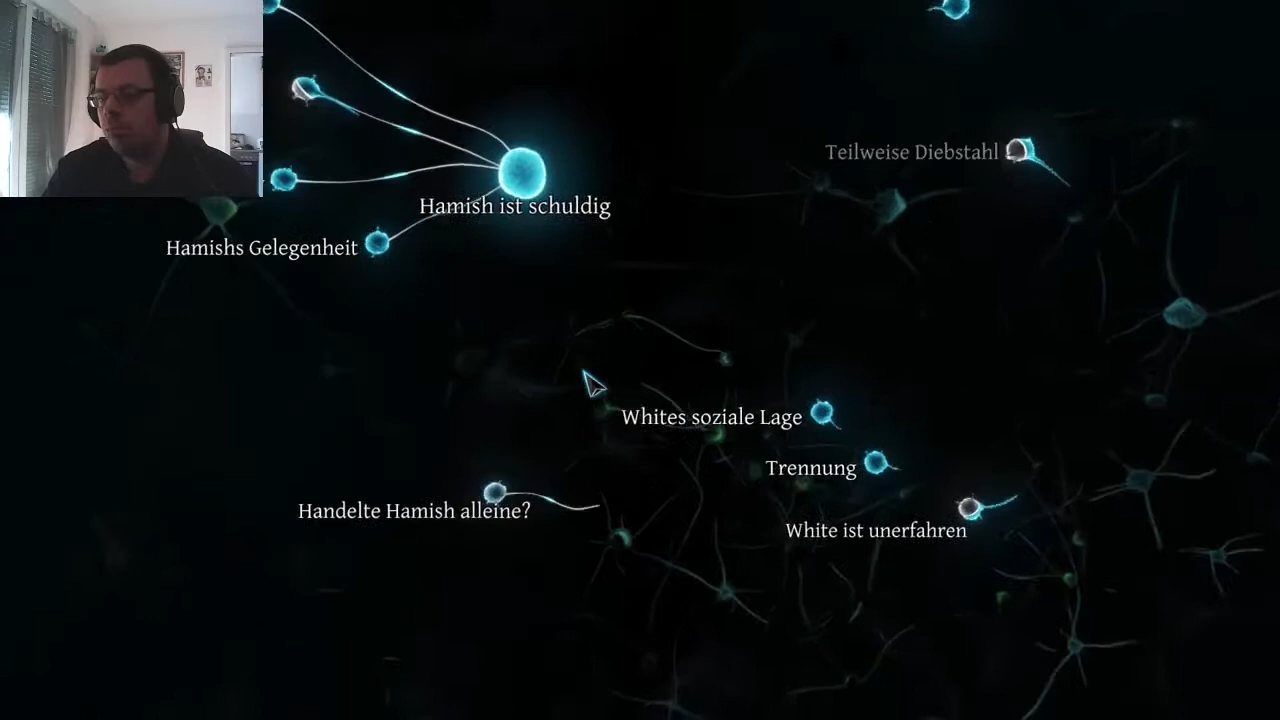 Teilweise Diebstahl
Hamish ist schuldig
Hamishs Gelegenheit
Whites soziale Lage
Trennung
Handelte Hamish alleine?
White ist unerfahren